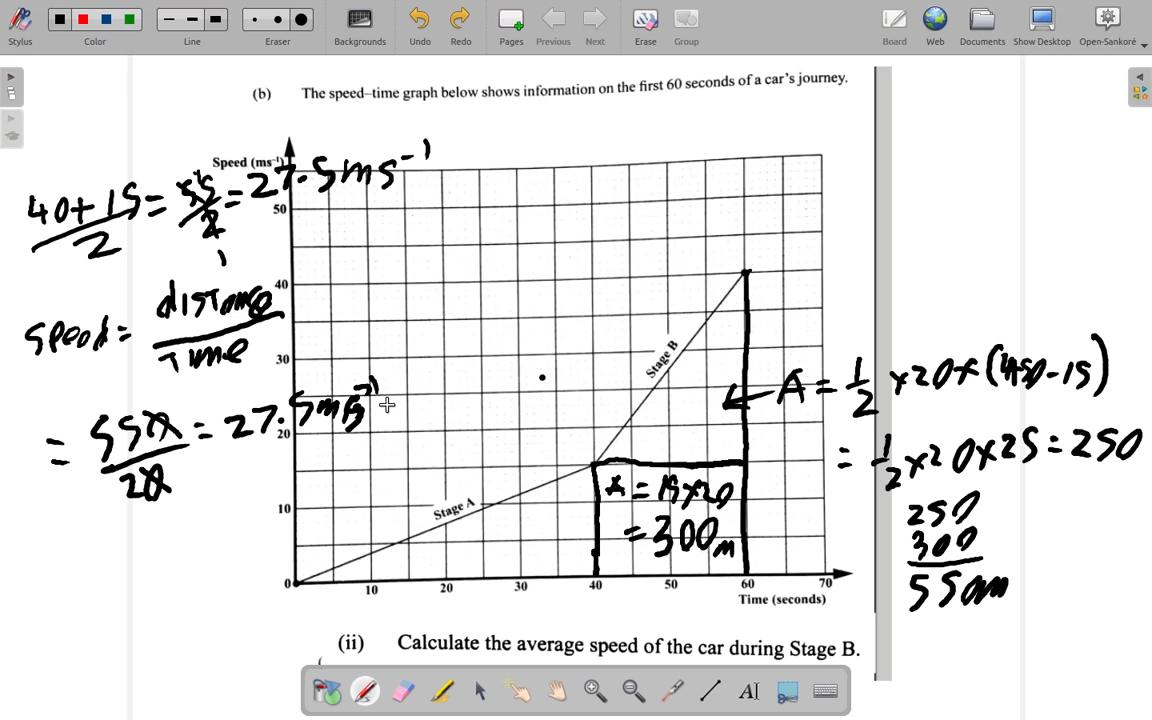 Stylus
Color
Line
Eraser
Backgrounds
Undo
Redo
Pages
Previous
Next
Erase
Group
Board
Web
Documents
Show Desktop
Open-Sankoré
(b) The speed–time graph below shows information on the first 60 seconds of a car's journey.
Speed (ms⁻¹)
50
40
30
20
10
0
10 20 30 40 50 60 70
Time (seconds)
Stage A
Stage B
40+15/2 = 55/2 = 27.5ms⁻¹
speed = distance/Time
= 550/20 = 27.5ms⁻¹
A = 15×20
= 300m
A = 1/2 ×20×(40-15)
= 1/2 ×20×25=250
250
300
550m
(ii) Calculate the average speed of the car during Stage B.